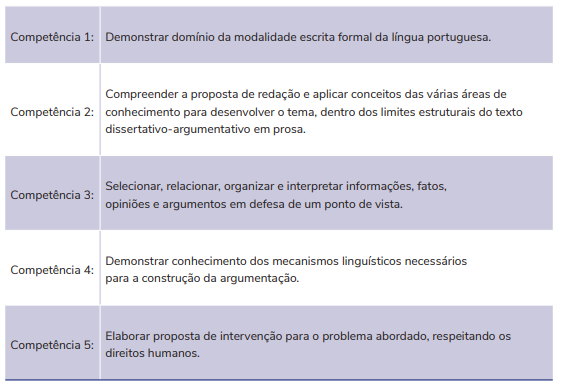 Competência 1: Demonstrar domínio da modalidade escrita formal da língua portuguesa.
Compreender a proposta de redação e aplicar conceitos das várias áreas de
Competência 2: conhecimento para desenvolver o tema, dentro dos limites estruturais do texto
dissertativo-argumentativo em prosa.
Competência 3: Selecionar, relacionar, organizar e interpretar informações, fatos,
opiniões e argumentos em defesa de um ponto de vista.
Competência 4: Demonstrar conhecimento dos mecanismos linguísticos necessários
para a construção da argumentação.
Competência 5: Elaborar proposta de intervenção para o problema abordado, respeitando os
direitos humanos.